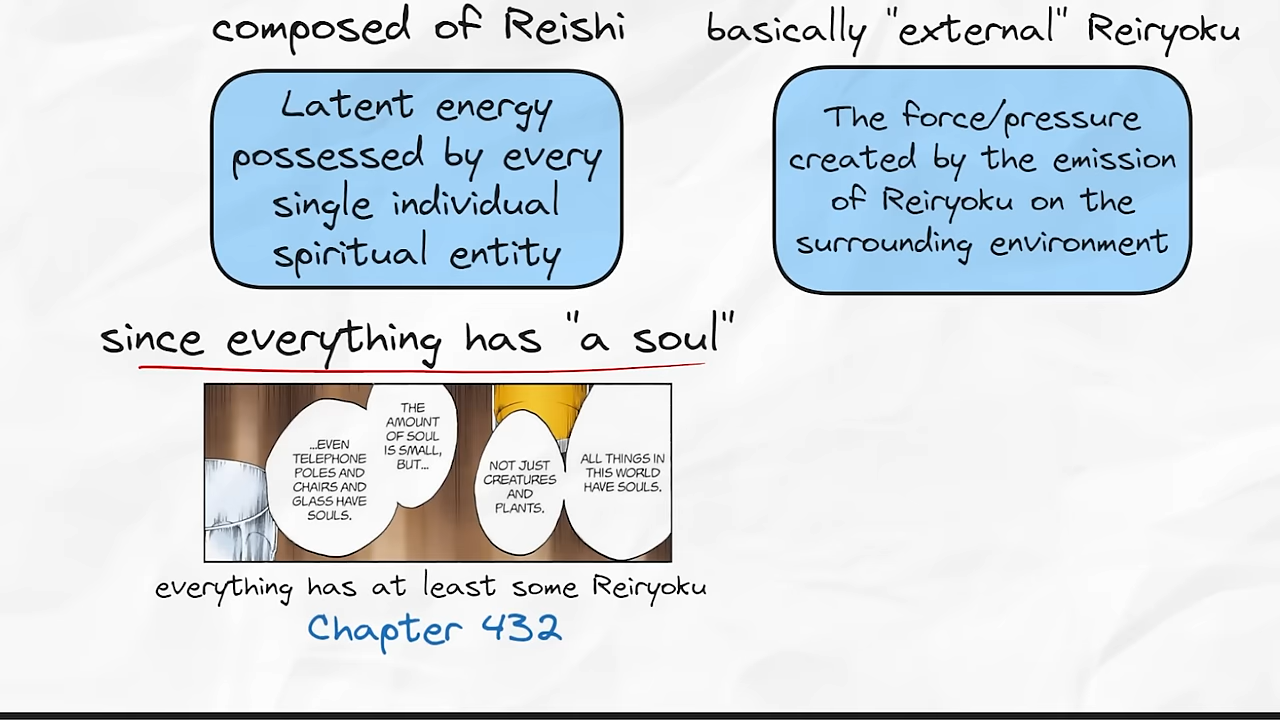 composed of Reishi
Latent energy
possessed by every
single individual
spiritual entity
basically "external" Reiryoku
The force/pressure
created by the emission
of Reiryoku on the
surrounding environment
since everything has "a soul"
ALL THINGS IN
THIS WORLD
HAVE SOULS.
NOT JUST
CREATURES
AND
PLANTS.
THE
AMOUNT
OF SOUL
IS SMALL,
BUT...
...EVEN
TELEPHONE
POLES AND
CHAIRS AND
GLASS HAVE
SOULS.
everything has at least some Reiryoku
Chapter 432